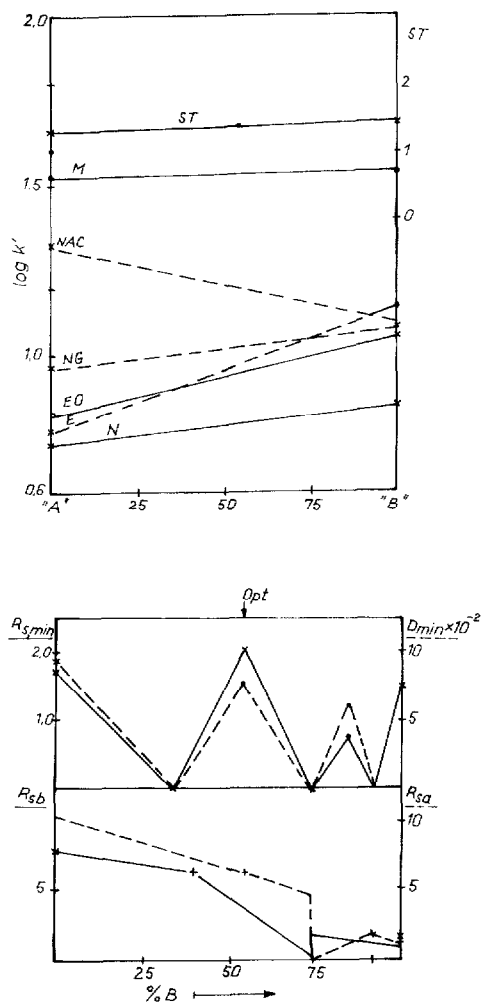 2,0
ST
2
ST
1
M
1.5
0
log k'
NAC
NG
1.0
EO
E
N
0,6
"A" 25 50 75 "B"
Opt
Rs,min
Dmin×10⁻²
2,0
10
1,0
5
Rsb
Rsa
10
5
5
25 50 75
% B